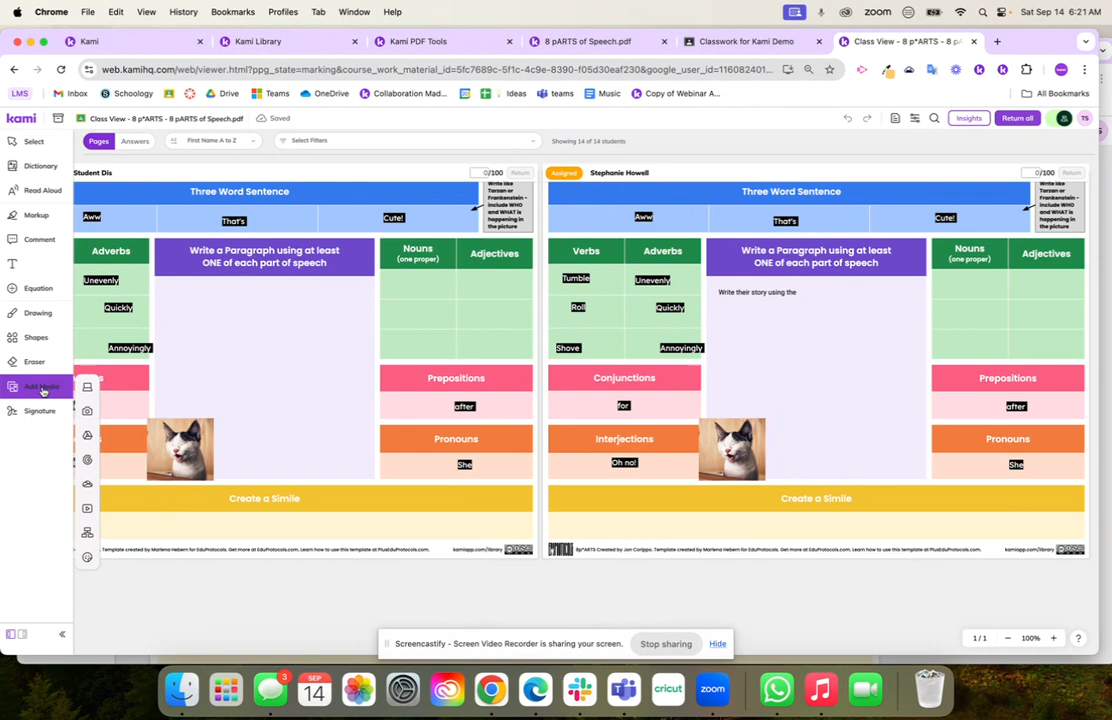 Chrome File Edit View History Bookmarks Profiles Tab Window Help zoom Sat Sep 14 6:21 AM
Kami Kami Library Kami PDF Tools 8 pARTS of Speech.pdf Classwork for Kami Demo Class View - 8 p*ARTS - 8 pA
web.kamihq.com/web/viewer.html?ppg_state=marking&course_work_material_id=5fc7689c-5f1c-4c9e-8390-f05d30eaf230&google_user_id=116082401...
LMS Inbox Schoology Drive Teams OneDrive Collaboration Mad... Ideas teams Music Copy of Webinar A... All Bookmarks
kami Class View - 8 p*ARTS - 8 pARTS of Speech.pdf Saved Insights Return all TS
Pages Answers First Name A to Z Select Filters Showing 14 of 14 students
Select
Dictionary
Read Aloud
Markup
Comment
T
Equation
Drawing
Shapes
Eraser
Add Media
Signature
Student Dis 0/100 Return
Three Word Sentence
Write like
Tarzan or
Frankenstein -
include WHO
and WHAT is
happening in
the picture
Aww That's Cute!
Adverbs
Unevenly
Quickly
Annoyingly
Write a Paragraph using at least
ONE of each part of speech
Nouns
(one proper)
Adjectives
Prepositions
after
Pronouns
She
Create a Simile
Template created by Marlena Hebern for EduProtocols.com. Get more at EduProtocols.com. Learn how to use this template at PlusEduProtocols.com. kamiapp.com/library
Assigned Stephanie Howell 0/100 Return
Three Word Sentence
Write like
Tarzan or
Frankenstein -
include WHO
and WHAT is
happening in
the picture
Aww That's Cute!
Verbs Adverbs
Tumble Unevenly
Roll Quickly
Shove Annoyingly
Write a Paragraph using at least
ONE of each part of speech
Write their story using the
Nouns
(one proper)
Adjectives
Conjunctions
for
Prepositions
after
Interjections
Oh no!
Pronouns
She
Create a Simile
8p*ARTS Created by Jon Corippo. Template created by Marlena Hebern for EduProtocols.com. Get more at EduProtocols.com. Learn how to use this template at PlusEduProtocols.com. kamiapp.com/library
1 / 1 − 100% + ?
Screencastify - Screen Video Recorder is sharing your screen. Stop sharing Hide
3
SEP
14
cricut
zoom